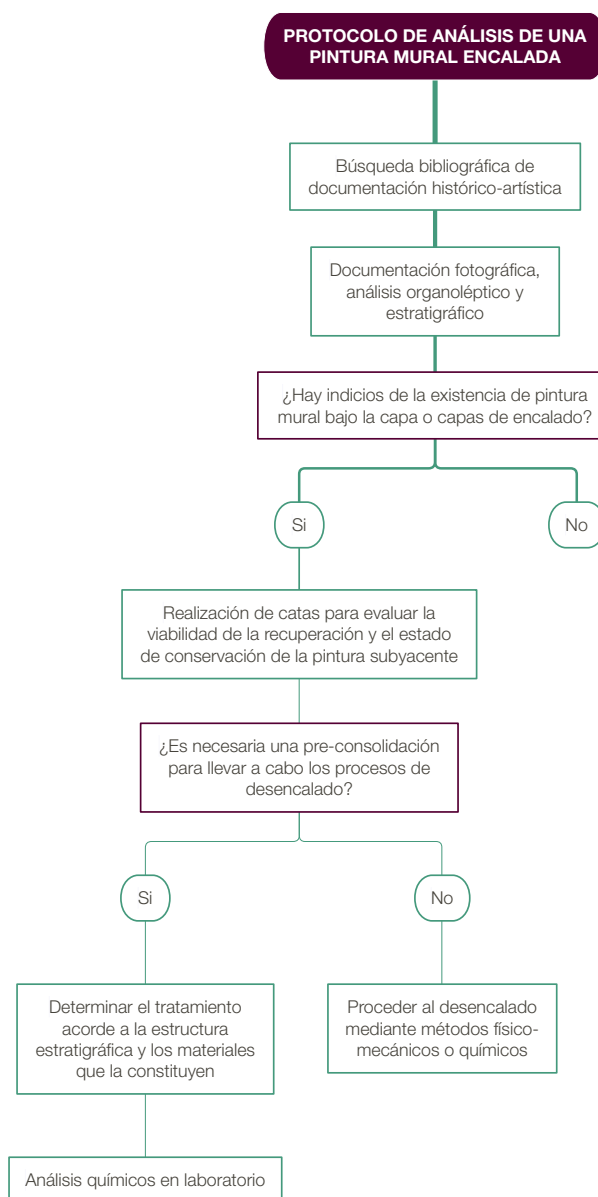 PROTOCOLO DE ANÁLISIS DE UNA
PINTURA MURAL ENCALADA
Búsqueda bibliográfica de
documentación histórico-artística
Documentación fotográfica,
análisis organoléptico y
estratigráfico
¿Hay indicios de la existencia de pintura
mural bajo la capa o capas de encalado?
Si
No
Realización de catas para evaluar la
viabilidad de la recuperación y el estado
de conservación de la pintura subyacente
¿Es necesaria una pre-consolidación
para llevar a cabo los procesos de
desencalado?
Si
No
Determinar el tratamiento
acorde a la estructura
estratigráfica y los materiales
que la constituyen
Proceder al desencalado
mediante métodos físico-
mecánicos o químicos
Análisis químicos en laboratorio